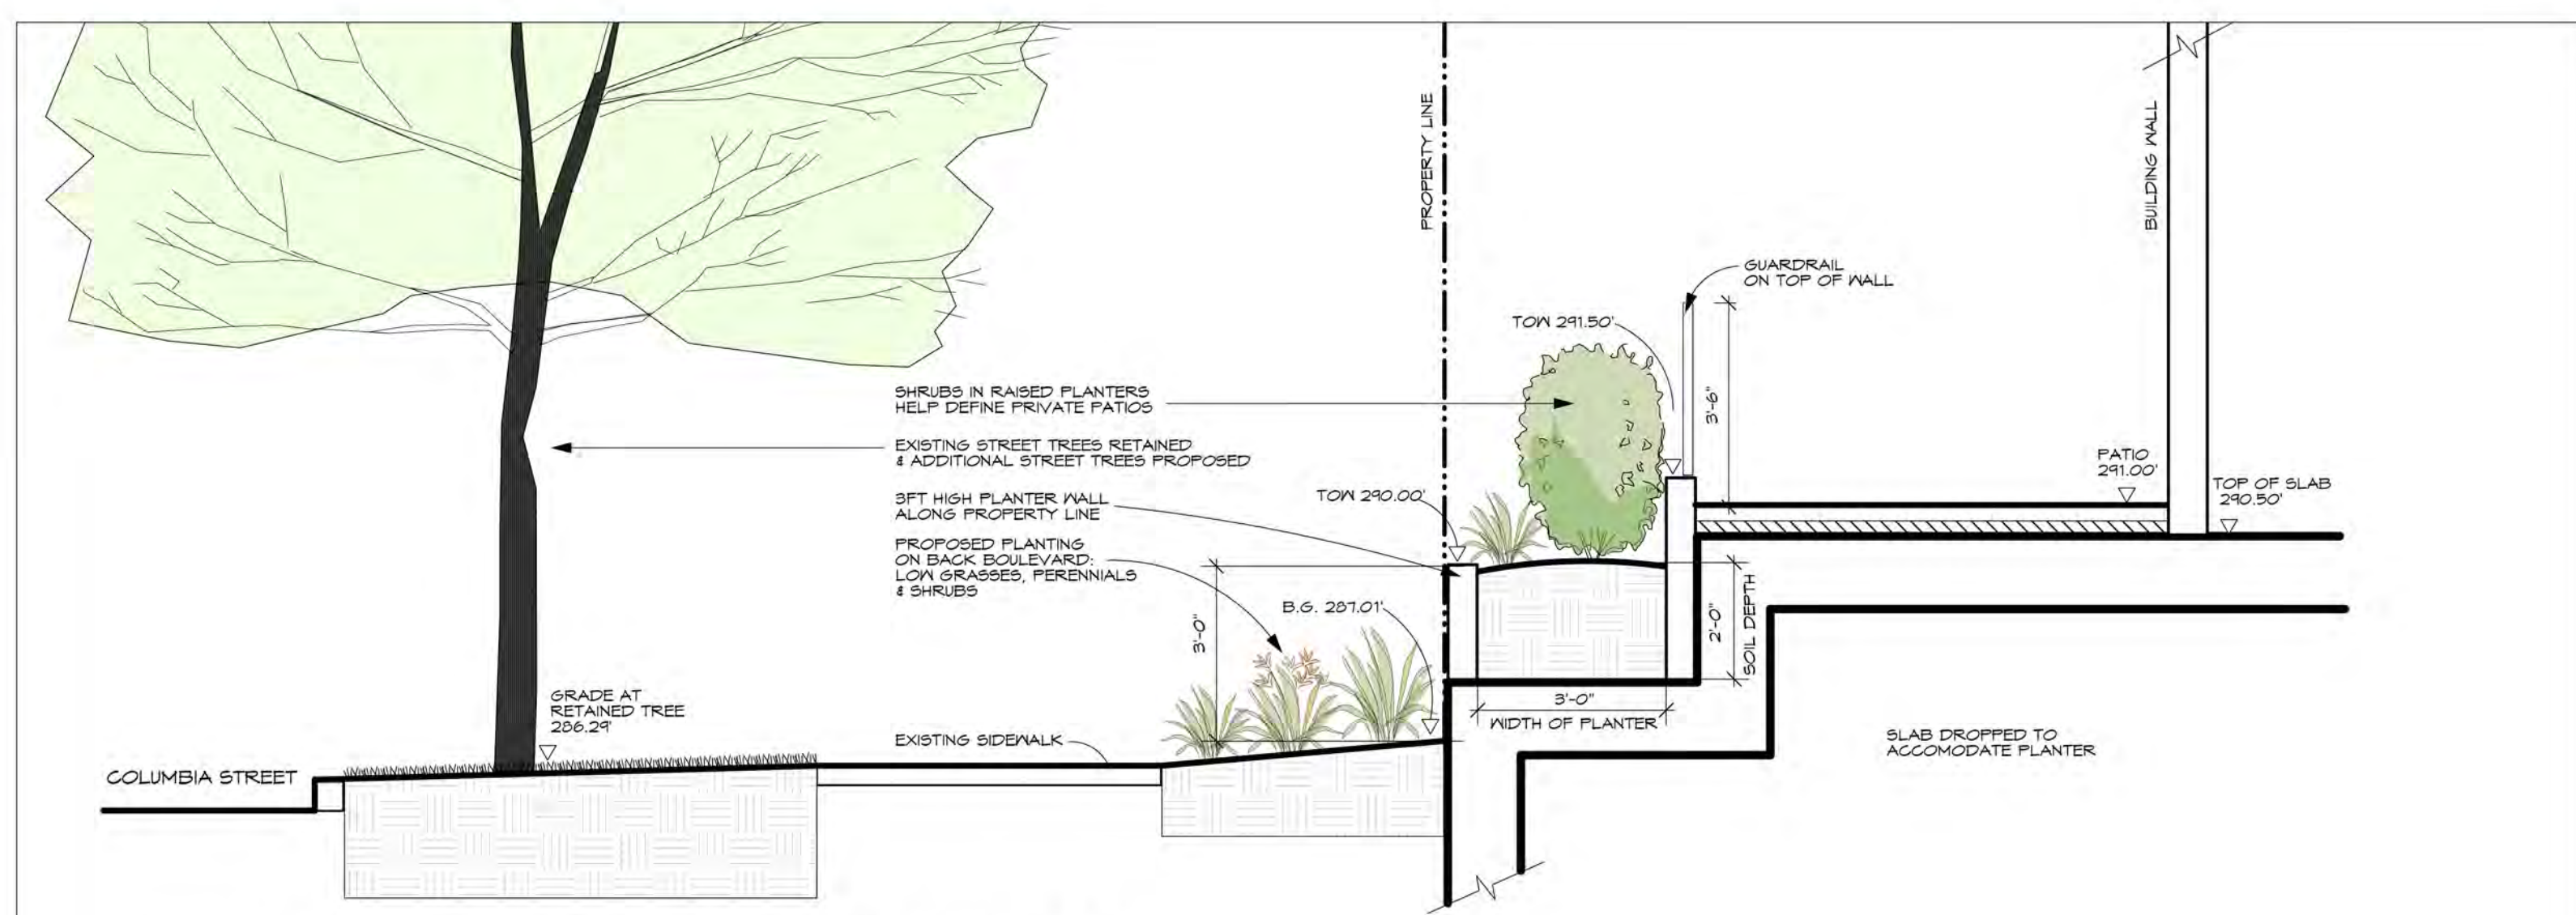 PROPERTY LINE
BUILDING WALL
GUARDRAIL
ON TOP OF WALL
TOW 291.50'
3'-6"
SHRUBS IN RAISED PLANTERS
HELP DEFINE PRIVATE PATIOS
EXISTING STREET TREES RETAINED
& ADDITIONAL STREET TREES PROPOSED
PATIO
291.00'
TOP OF SLAB
290.50'
3FT HIGH PLANTER WALL
ALONG PROPERTY LINE
TOW 290.00'
PROPOSED PLANTING
ON BACK BOULEVARD:
LOW GRASSES, PERENNIALS
& SHRUBS
B.G. 287.01'
3'-0"
2'-0"
SOIL DEPTH
3'-0"
WIDTH OF PLANTER
GRADE AT
RETAINED TREE
286.29'
EXISTING SIDEWALK
SLAB DROPPED TO
ACCOMODATE PLANTER
COLUMBIA STREET